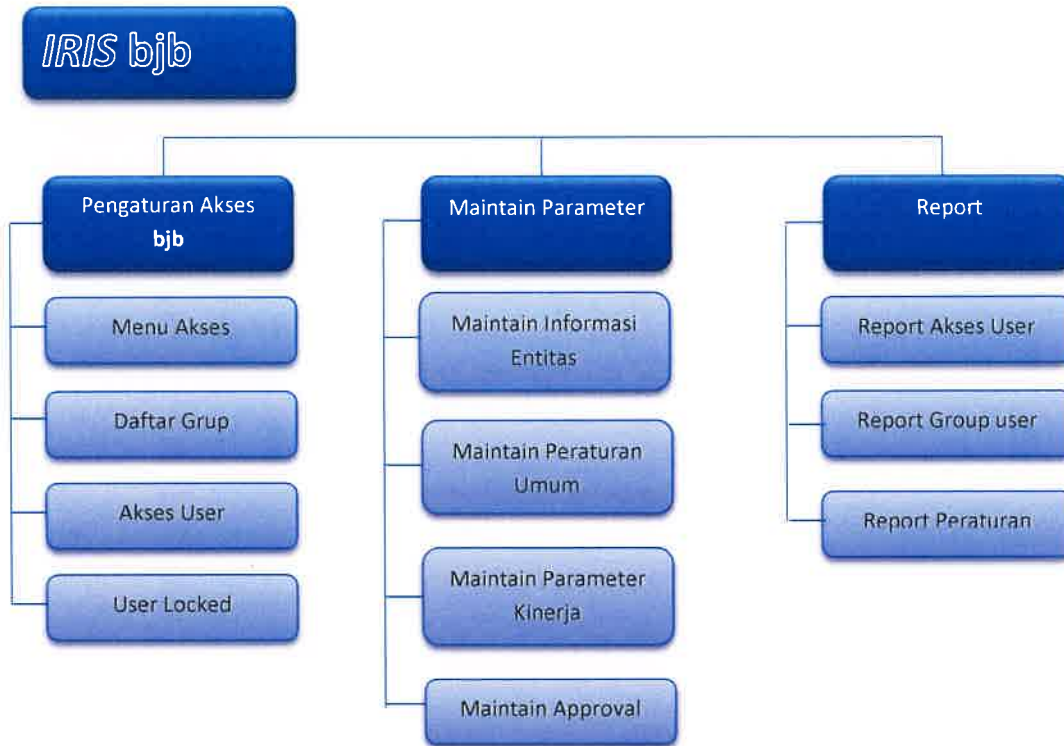 IRIS bjb
Pengaturan Akses
bjb
Menu Akses
Daftar Grup
Akses User
User Locked
Maintain Parameter
Maintain Informasi
Entitas
Maintain Peraturan
Umum
Maintain Parameter
Kinerja
Maintain Approval
Report
Report Akses User
Report Group user
Report Peraturan